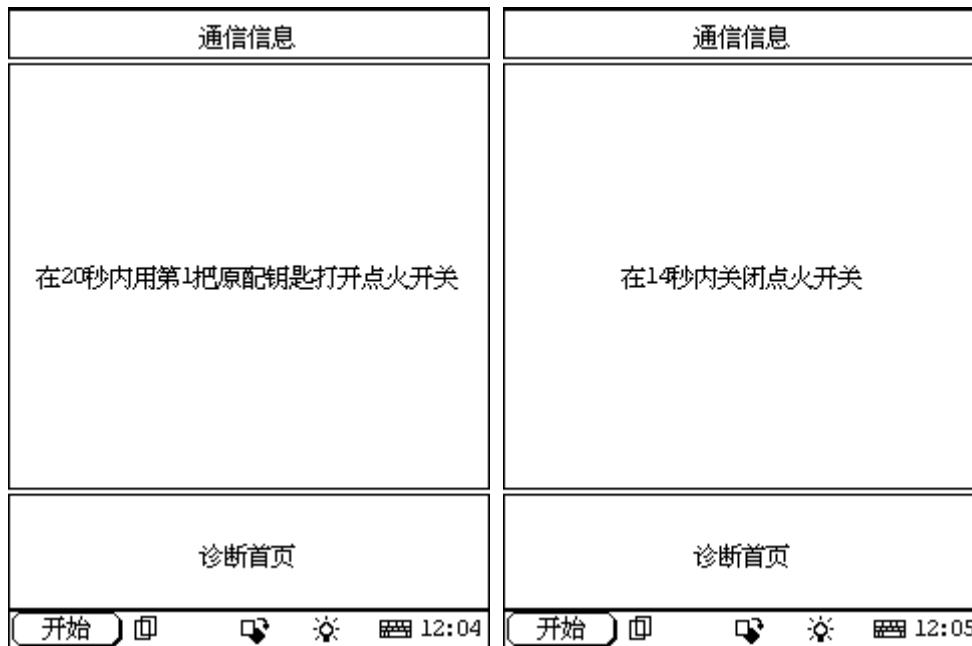 通信信息
在20秒内用第1把原配钥匙打开点火开关
诊断首页
开始 12:04
通信信息
在14秒内关闭点火开关
诊断首页
开始 12:05